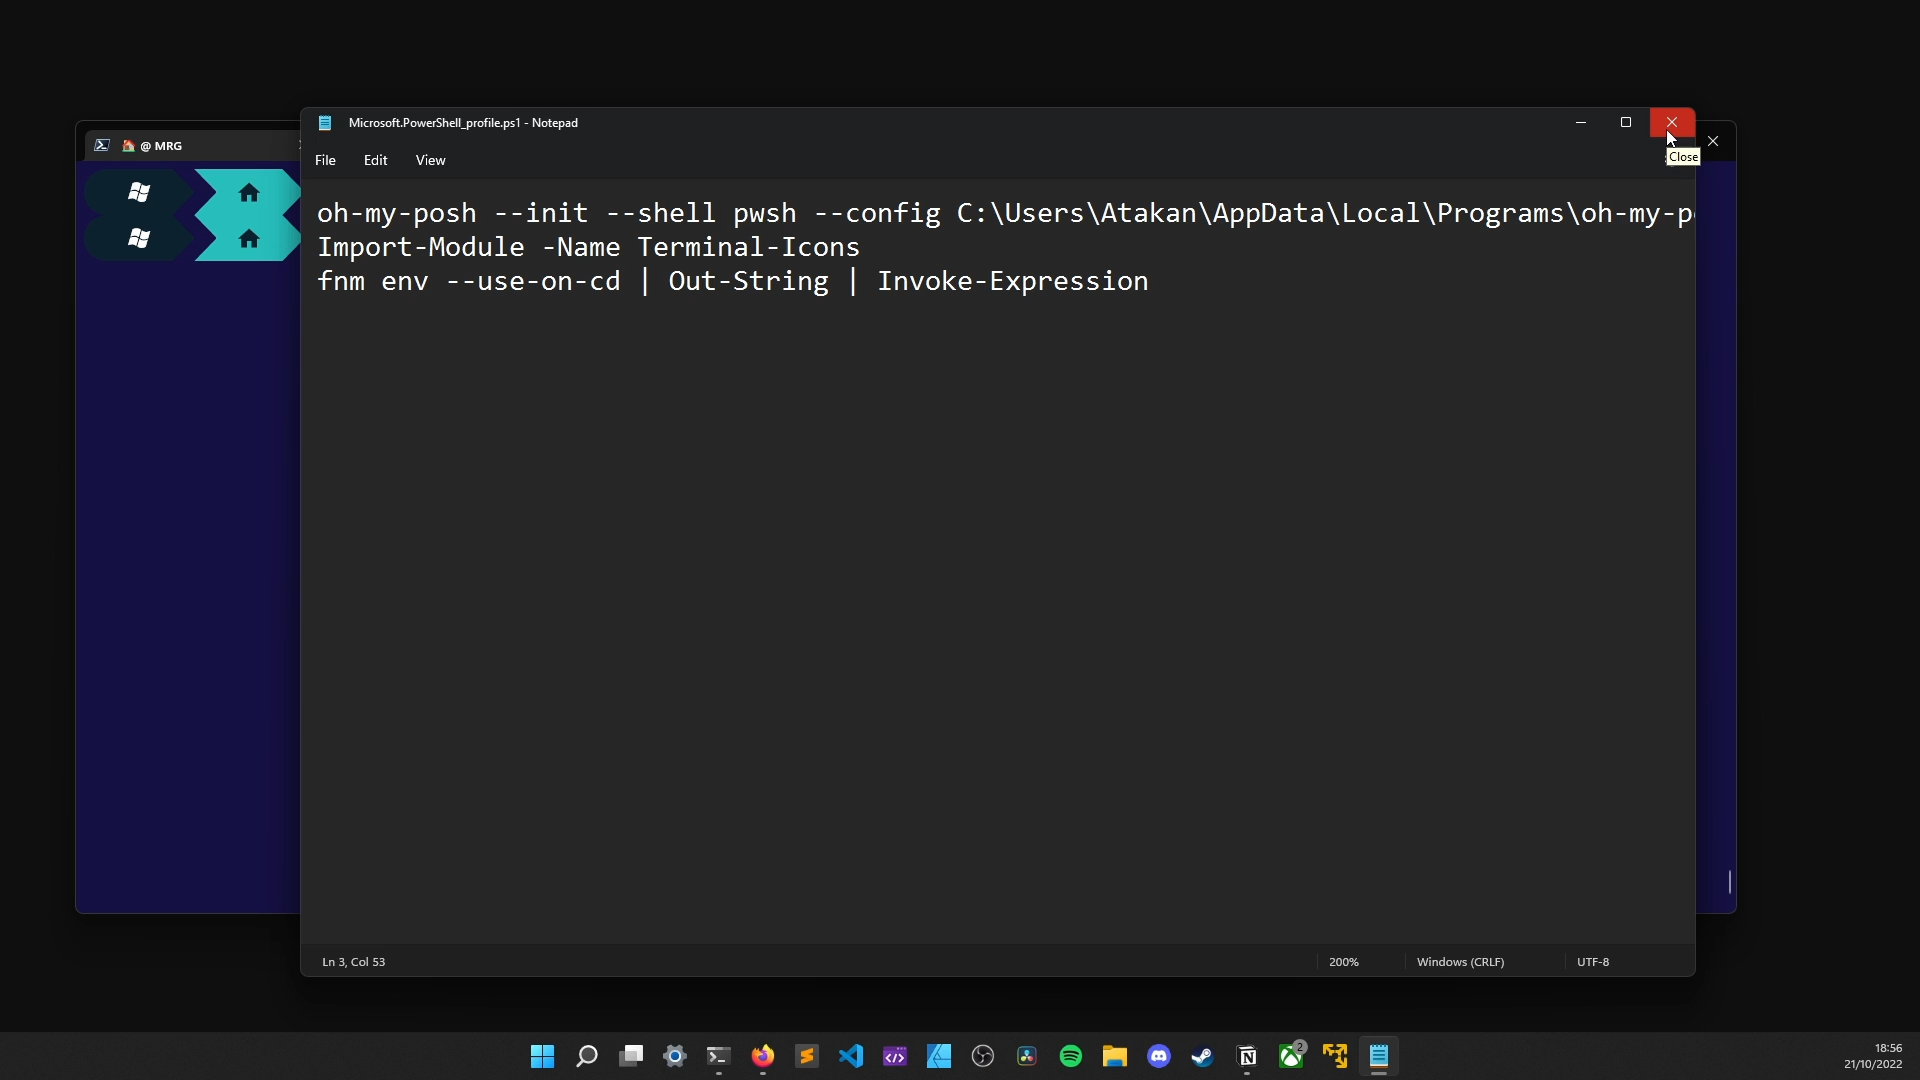 Microsoft.PowerShell_profile.ps1 - Notepad
@ MRG
Close
File Edit View
oh-my-posh --init --shell pwsh --config C:\Users\Atakan\AppData\Local\Programs\oh-my-p
Import-Module -Name Terminal-Icons
fnm env --use-on-cd | Out-String | Invoke-Expression
Ln 3, Col 53
200%
Windows (CRLF)
UTF-8
2
18:56
21/10/2022